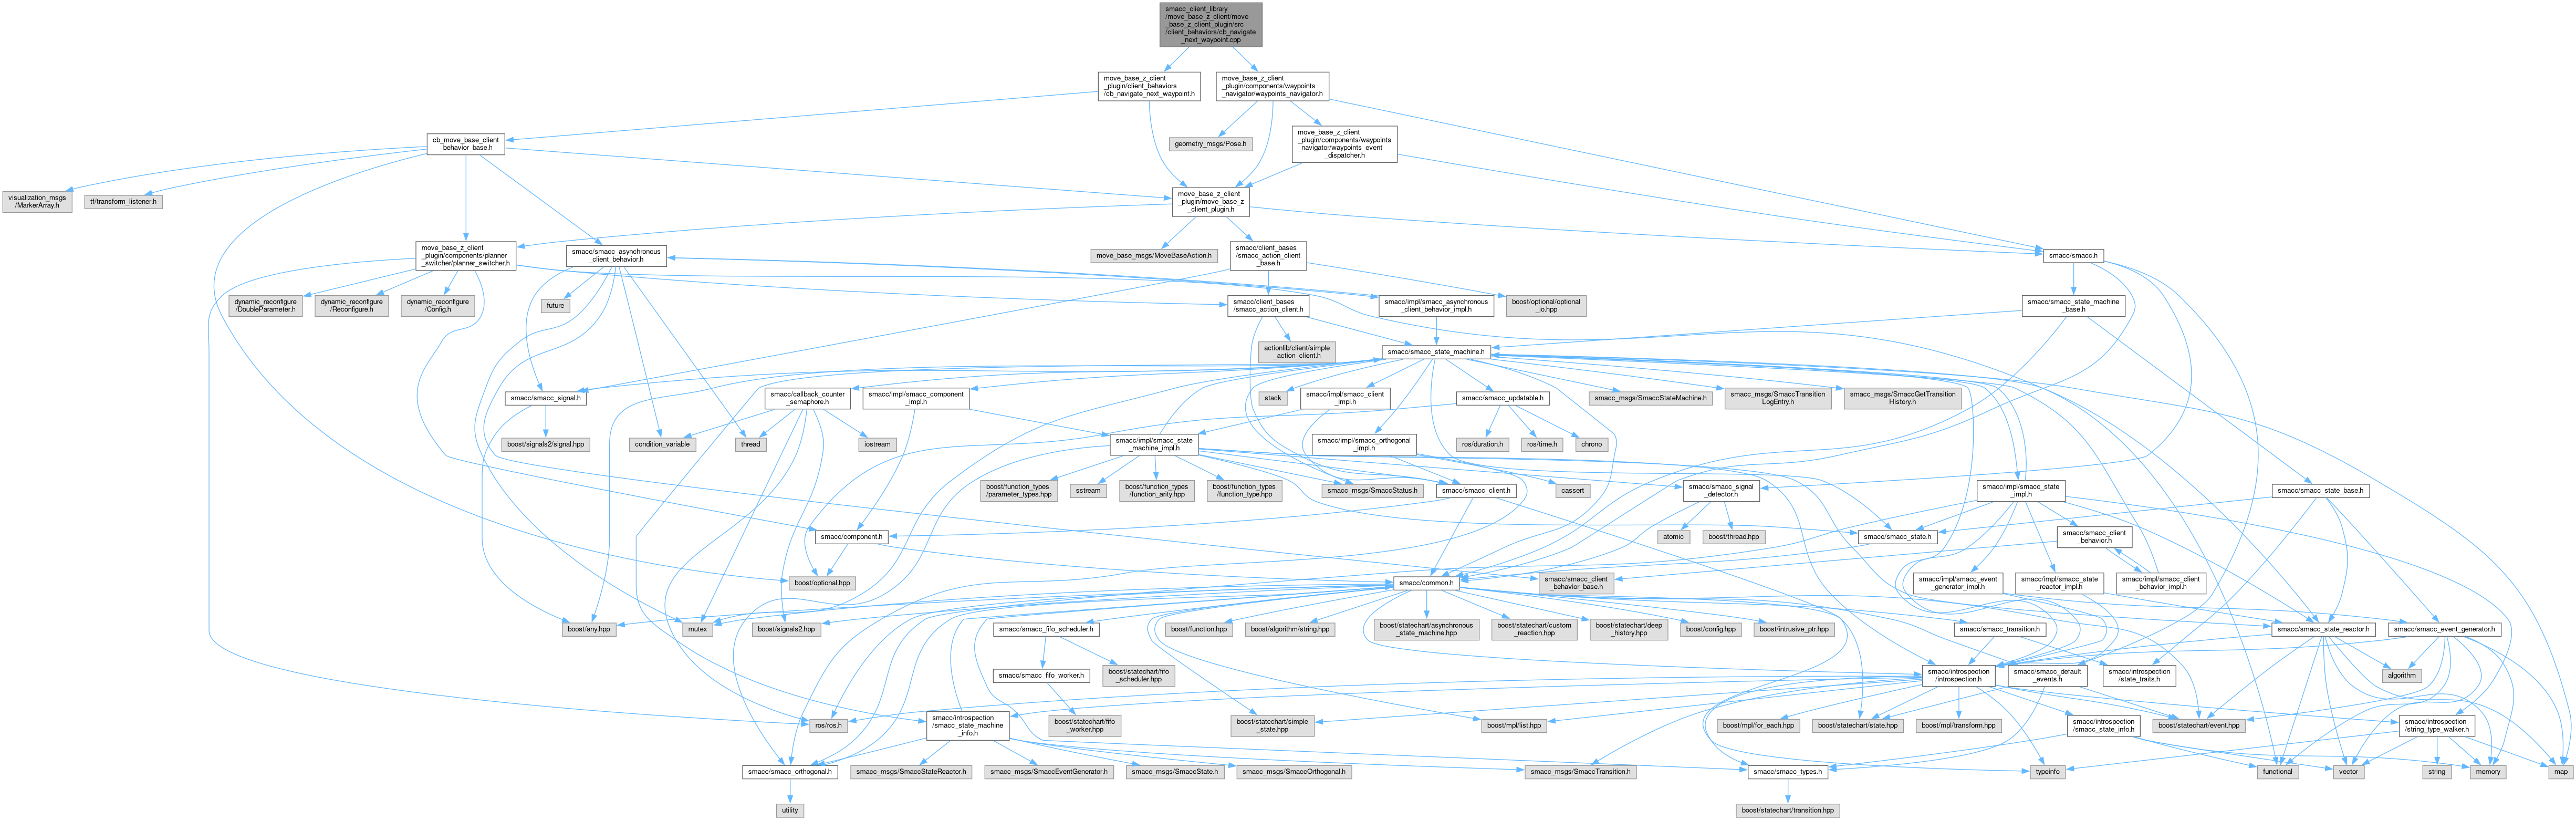 smacc_client_library
/move_base_z_client/move
_base_z_client_plugin/src
/client_behaviors/cb_navigate
_next_waypoint.cpp
move_base_z_client
_plugin/client_behaviors
/cb_navigate_next_waypoint.h
move_base_z_client
_plugin/components/waypoints
_navigator/waypoints_navigator.h
cb_move_base_client
_behavior_base.h
geometry_msgs/Pose.h
move_base_z_client
_plugin/components/waypoints
_navigator/waypoints_event
_dispatcher.h
visualization_msgs
/MarkerArray.h
tf/transform_listener.h
move_base_z_client
_plugin/move_base_z
_client_plugin.h
move_base_z_client
_plugin/components/planner
_switcher/planner_switcher.h
smacc/smacc_asynchronous
_client_behavior.h
move_base_msgs/MoveBaseAction.h
smacc/client_bases
/smacc_action_client
_base.h
smacc/smacc.h
dynamic_reconfigure
/DoubleParameter.h
dynamic_reconfigure
/Reconfigure.h
dynamic_reconfigure
/Config.h
future
smacc/impl/smacc_asynchronous
_client_behavior_impl.h
smacc/client_bases
/smacc_action_client.h
boost/optional/optional
_io.hpp
smacc/smacc_state_machine
_base.h
actionlib/client/simple
_action_client.h
smacc/smacc_state_machine.h
smacc/smacc_signal.h
smacc/callback_counter
_semaphore.h
smacc/impl/smacc_component
_impl.h
stack
smacc/impl/smacc_client
_impl.h
smacc/smacc_updatable.h
smacc_msgs/SmaccStateMachine.h
smacc_msgs/SmaccTransition
LogEntry.h
smacc_msgs/SmaccGetTransition
History.h
boost/signals2/signal.hpp
condition_variable
thread
iostream
smacc/impl/smacc_state
_machine_impl.h
smacc/impl/smacc_orthogonal
_impl.h
ros/duration.h
ros/time.h
chrono
boost/function_types
/parameter_types.hpp
sstream
boost/function_types
/function_arity.hpp
boost/function_types
/function_type.hpp
smacc_msgs/SmaccStatus.h
smacc/smacc_client.h
cassert
smacc/smacc_signal
_detector.h
smacc/impl/smacc_state
_impl.h
smacc/smacc_state_base.h
smacc/component.h
atomic
boost/thread.hpp
smacc/smacc_state.h
smacc/smacc_client
_behavior.h
boost/optional.hpp
smacc/common.h
smacc/smacc_client
_behavior_base.h
smacc/impl/smacc_event
_generator_impl.h
smacc/impl/smacc_state
_reactor_impl.h
smacc/impl/smacc_client
_behavior_impl.h
boost/any.hpp
mutex
boost/signals2.hpp
smacc/smacc_fifo_scheduler.h
boost/function.hpp
boost/algorithm/string.hpp
boost/statechart/asynchronous
_state_machine.hpp
boost/statechart/custom
_reaction.hpp
boost/statechart/deep
_history.hpp
boost/config.hpp
boost/intrusive_ptr.hpp
smacc/smacc_transition.h
smacc/smacc_state_reactor.h
smacc/smacc_event_generator.h
smacc/smacc_fifo_worker.h
boost/statechart/fifo
_scheduler.hpp
smacc/introspection
/introspection.h
smacc/smacc_default
_events.h
smacc/introspection
/state_traits.h
algorithm
ros/ros.h
smacc/introspection
/smacc_state_machine
_info.h
boost/statechart/fifo
_worker.hpp
boost/statechart/simple
_state.hpp
boost/mpl/list.hpp
boost/mpl/for_each.hpp
boost/statechart/state.hpp
boost/mpl/transform.hpp
smacc/introspection
/smacc_state_info.h
boost/statechart/event.hpp
smacc/introspection
/string_type_walker.h
smacc/smacc_orthogonal.h
smacc_msgs/SmaccStateReactor.h
smacc_msgs/SmaccEventGenerator.h
smacc_msgs/SmaccState.h
smacc_msgs/SmaccOrthogonal.h
smacc_msgs/SmaccTransition.h
smacc/smacc_types.h
typeinfo
functional
vector
string
memory
map
utility
boost/statechart/transition.hpp